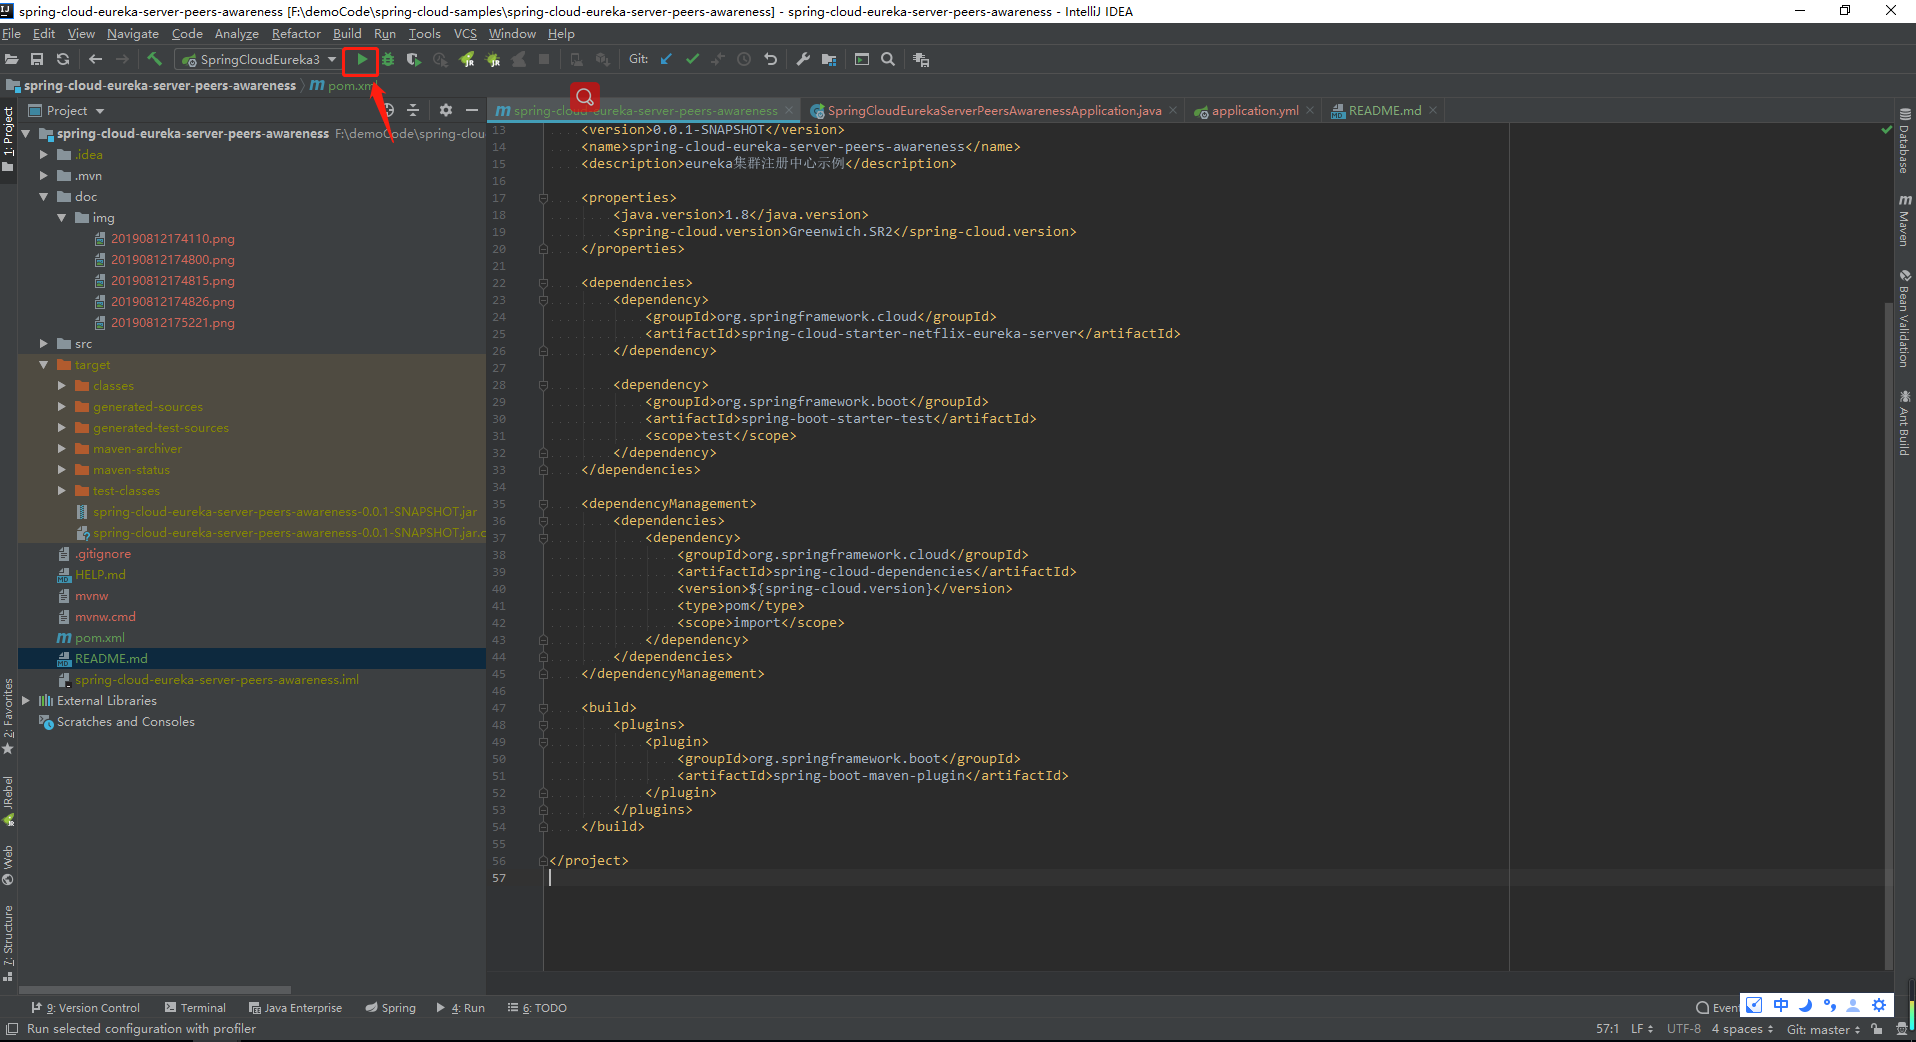 spring-cloud-eureka-server-peers-awareness [F:\demoCode\spring-cloud-samples\spring-cloud-eureka-server-peers-awareness] - spring-cloud-eureka-server-peers-awareness - IntelliJ IDEA
File Edit View Navigate Code Analyze Refactor Build Run Tools VCS Window Help
SpringCloudEureka3 Git:
spring-cloud-eureka-server-peers-awareness pom.xml
Project
spring-cloud-eureka-server-peers-awareness SpringCloudEurekaServerPeersAwarenessApplication.java application.yml README.md
1: Project
spring-cloud-eureka-server-peers-awareness F:\demoCode\spring-clou
.idea
.mvn
doc
img
20190812174110.png
20190812174800.png
20190812174815.png
20190812174826.png
20190812175221.png
src
target
classes
generated-sources
generated-test-sources
maven-archiver
maven-status
test-classes
spring-cloud-eureka-server-peers-awareness-0.0.1-SNAPSHOT.jar
spring-cloud-eureka-server-peers-awareness-0.0.1-SNAPSHOT.jar.o
.gitignore
HELP.md
mvnw
mvnw.cmd
pom.xml
README.md
spring-cloud-eureka-server-peers-awareness.iml
External Libraries
Scratches and Consoles
2: Favorites
JRebel
Web
7: Structure
13 <version>0.0.1-SNAPSHOT</version>
14 <name>spring-cloud-eureka-server-peers-awareness</name>
15 <description>eureka集群注册中心示例</description>
16
17 <properties>
18 <java.version>1.8</java.version>
19 <spring-cloud.version>Greenwich.SR2</spring-cloud.version>
20 </properties>
21
22 <dependencies>
23 <dependency>
24 <groupId>org.springframework.cloud</groupId>
25 <artifactId>spring-cloud-starter-netflix-eureka-server</artifactId>
26 </dependency>
27
28 <dependency>
29 <groupId>org.springframework.boot</groupId>
30 <artifactId>spring-boot-starter-test</artifactId>
31 <scope>test</scope>
32 </dependency>
33 </dependencies>
34
35 <dependencyManagement>
36 <dependencies>
37 <dependency>
38 <groupId>org.springframework.cloud</groupId>
39 <artifactId>spring-cloud-dependencies</artifactId>
40 <version>${spring-cloud.version}</version>
41 <type>pom</type>
42 <scope>import</scope>
43 </dependency>
44 </dependencies>
45 </dependencyManagement>
46
47 <build>
48 <plugins>
49 <plugin>
50 <groupId>org.springframework.boot</groupId>
51 <artifactId>spring-boot-maven-plugin</artifactId>
52 </plugin>
53 </plugins>
54 </build>
55
56 </project>
57
Database
Maven
Bean Validation
Ant Build
9: Version Control Terminal Java Enterprise Spring 4: Run 6: TODO Event
中
Run selected configuration with profiler 57:1 LF UTF-8 4 spaces Git: master